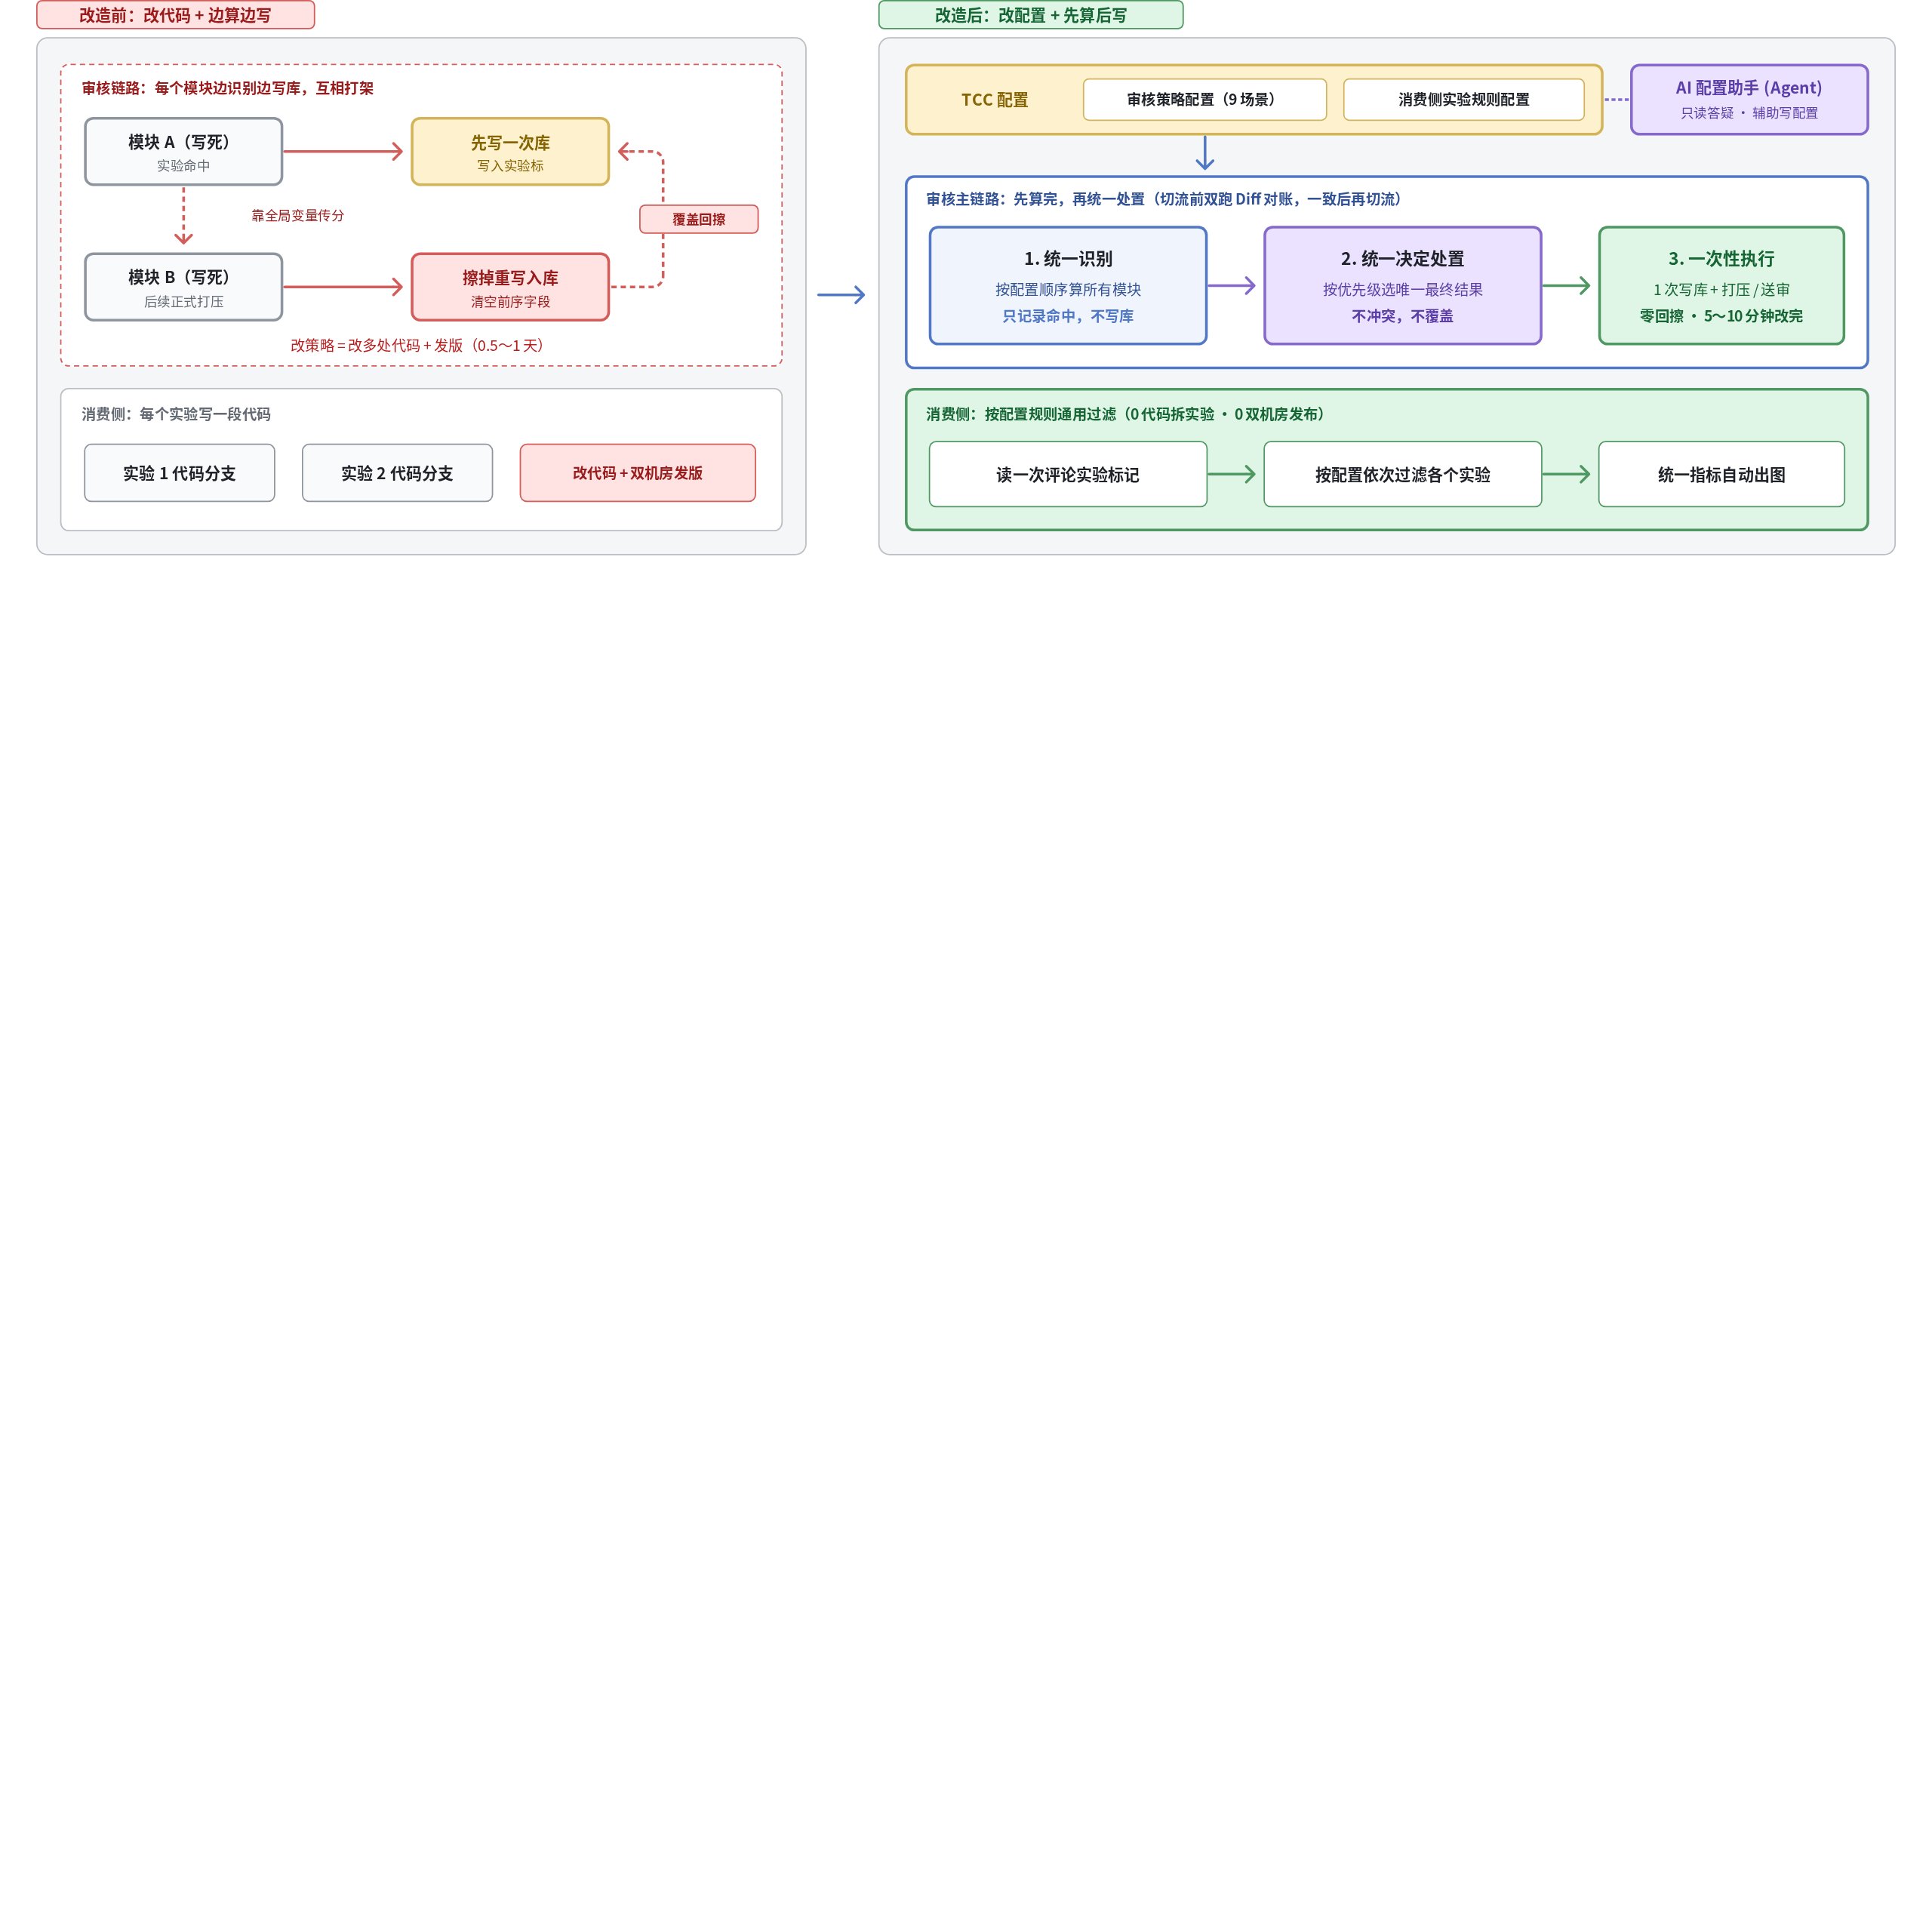 改造前：改代码 + 边算边写
审核链路：每个模块边识别边写库，互相打架
模块 A（写死）
实验命中
先写一次库
写入实验标
靠全局变量传分
覆盖回擦
模块 B（写死）
后续正式打压
擦掉重写入库
清空前序字段
改策略 = 改多处代码 + 发版（0.5～1 天）
消费侧：每个实验写一段代码
实验 1 代码分支
实验 2 代码分支
改代码 + 双机房发版
改造后：改配置 + 先算后写
TCC 配置
审核策略配置（9 场景）
消费侧实验规则配置
AI 配置助手 (Agent)
只读答疑 · 辅助写配置
审核主链路：先算完，再统一处置（切流前双跑 Diff 对账，一致后再切流）
1. 统一识别
按配置顺序算所有模块
只记录命中，不写库
2. 统一决定处置
按优先级选唯一最终结果
不冲突，不覆盖
3. 一次性执行
1 次写库 + 打压 / 送审
零回擦 · 5～10 分钟改完
消费侧：按配置规则通用过滤（0 代码拆实验 · 0 双机房发布）
读一次评论实验标记
按配置依次过滤各个实验
统一指标自动出图